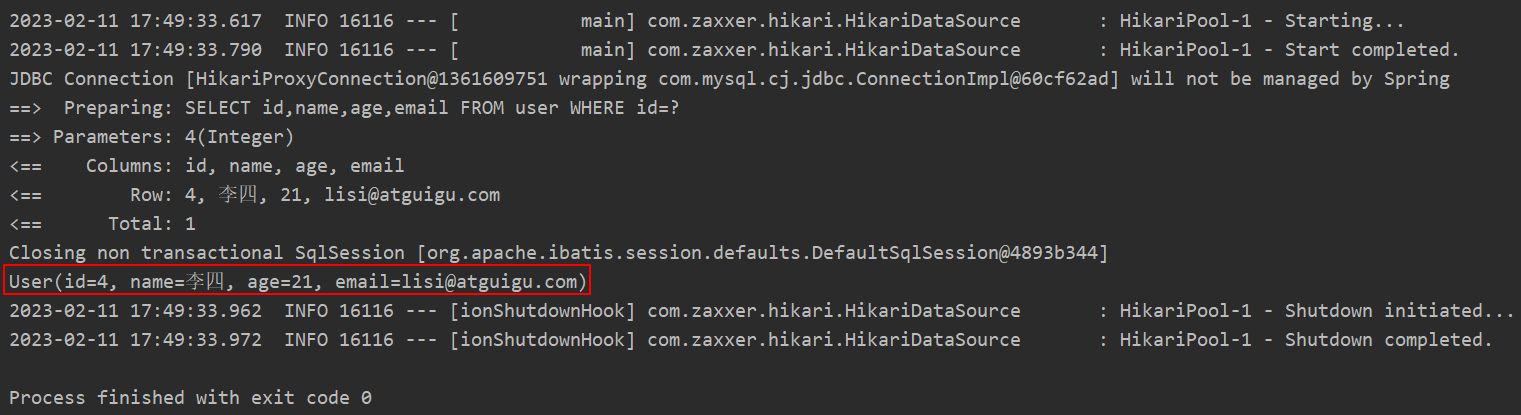 2023-02-11 17:49:33.617  INFO 16116 --- [           main] com.zaxxer.hikari.HikariDataSource       : HikariPool-1 - Starting...
2023-02-11 17:49:33.790  INFO 16116 --- [           main] com.zaxxer.hikari.HikariDataSource       : HikariPool-1 - Start completed.
JDBC Connection [HikariProxyConnection@1361609751 wrapping com.mysql.cj.jdbc.ConnectionImpl@60cf62ad] will not be managed by Spring
==>  Preparing: SELECT id,name,age,email FROM user WHERE id=?
==> Parameters: 4(Integer)
<==    Columns: id, name, age, email
<==        Row: 4, 李四, 21, lisi@atguigu.com
<==      Total: 1
Closing non transactional SqlSession [org.apache.ibatis.session.defaults.DefaultSqlSession@4893b344]
User(id=4, name=李四, age=21, email=lisi@atguigu.com)
2023-02-11 17:49:33.962  INFO 16116 --- [ionShutdownHook] com.zaxxer.hikari.HikariDataSource       : HikariPool-1 - Shutdown initiated...
2023-02-11 17:49:33.972  INFO 16116 --- [ionShutdownHook] com.zaxxer.hikari.HikariDataSource       : HikariPool-1 - Shutdown completed.
Process finished with exit code 0